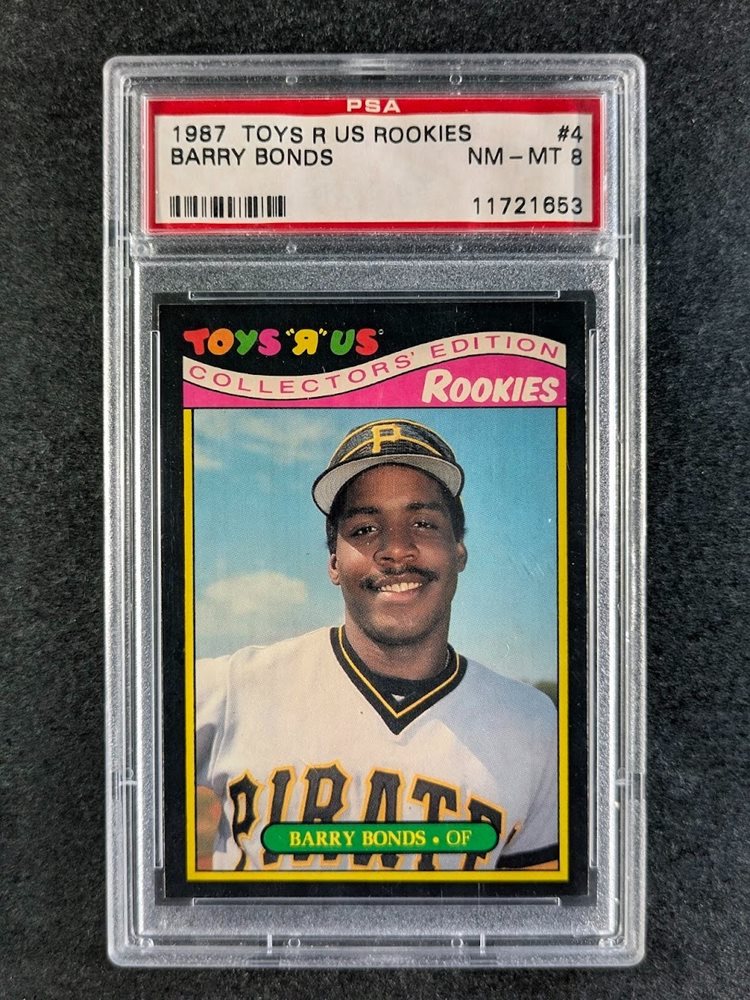 PSA
1987 TOYS R US ROOKIES #4
BARRY BONDS NM - MT 8
11721653
TOYS "R" US
COLLECTORS' EDITION
ROOKIES
P
PIRATE
BARRY BONDS • OF